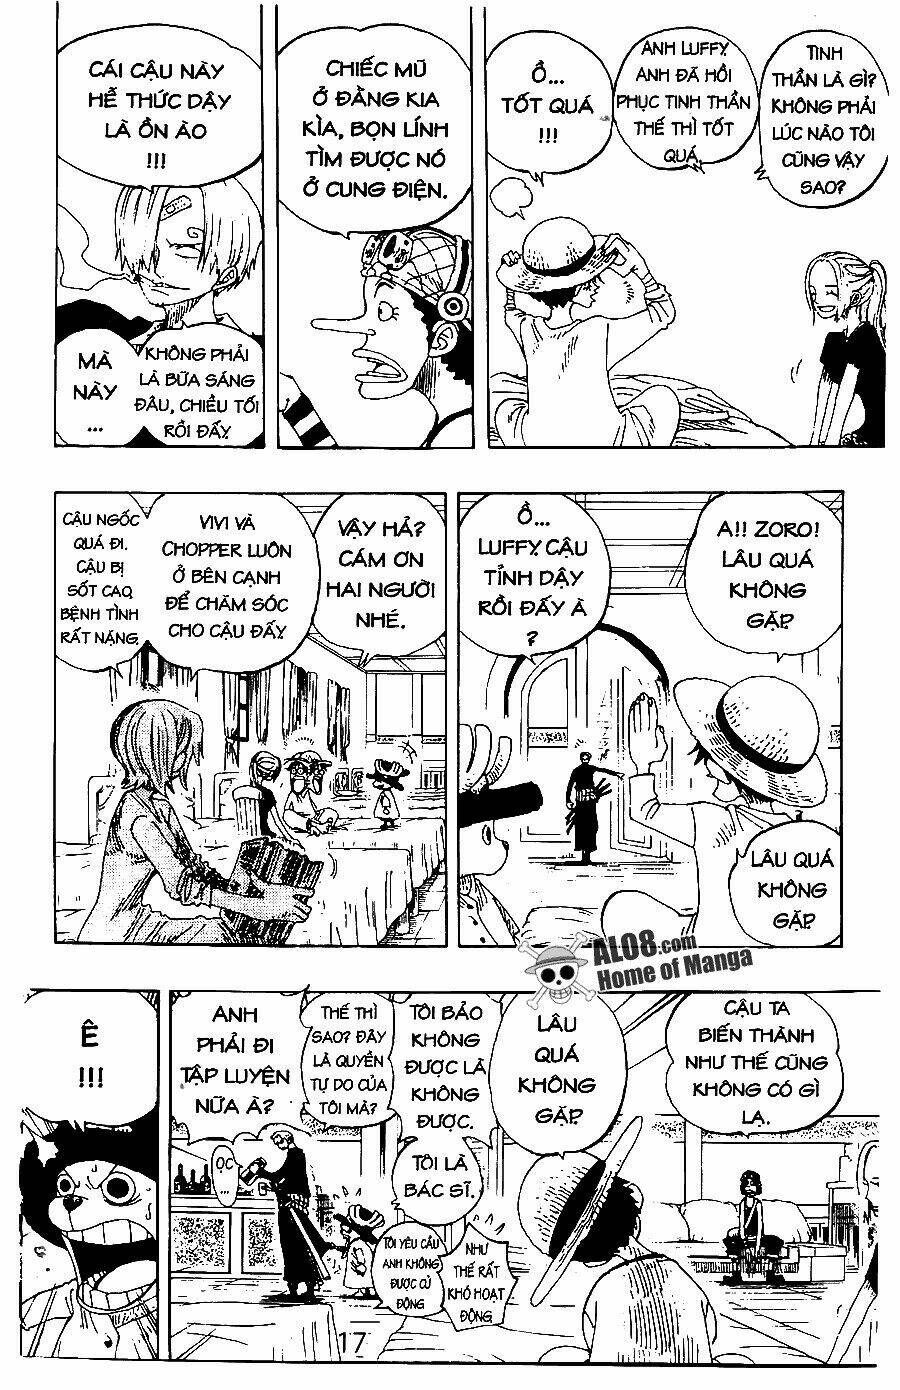 TINH
THẦN LÀ GÌ?
KHÔNG PHẢI
LÚC NÀO TÔI
CŨNG VẬY
SAO?
ANH LUFFY.
ANH ĐÃ HỒI
PHỤC TINH THẦN
THẾ THÌ TỐT
QUÁ.
Ồ...
TỐT QUÁ
!!!
CHIẾC MŨ
Ở ĐẰNG KIA
KÌA, BỌN LÍNH
TÌM ĐƯỢC NÓ
Ở CUNG ĐIỆN.
CÁI CẬU NÀY
HỄ THỨC DẬY
LÀ ỒN ÀO
!!!
KHÔNG PHẢI
LÀ BỮA SÁNG
ĐÂU, CHIỀU TỐI
RỒI ĐẤY.
MÀ
NÀY
...
A!! ZORO!
LÂU QUÁ
KHÔNG
GẶP.
Ồ...
LUFFY. CẬU
TỈNH DẬY
RỒI ĐẤY À
?
LÂU QUÁ
KHÔNG
GẶP.
VẬY HẢ?
CÁM ƠN
HAI NGƯỜI
NHÉ.
VIVI VÀ
CHOPPER LUÔN
Ở BÊN CẠNH
ĐỂ CHĂM SÓC
CHO CẬU ĐẤY.
CẬU NGỐC
QUÁ ĐI.
CẬU BỊ
SỐT CAO,
BỆNH TÌNH
RẤT NẶNG.
AL08.com
Home of Manga
CẬU TA
BIẾN THÀNH
NHƯ THẾ CŨNG
KHÔNG CÓ GÌ
LẠ.
LÂU
QUÁ
KHÔNG
GẶP.
TÔI BẢO
KHÔNG
ĐƯỢC LÀ
KHÔNG
ĐƯỢC.
TÔI LÀ
BÁC SĨ.
THẾ THÌ
SAO? ĐÂY
LÀ QUYỀN
TỰ DO CỦA
TÔI MÀ?
ANH
PHẢI ĐI
TẬP LUYỆN
NỮA À?
ỌC
...
NHƯ
THẾ RẤT
KHÓ HOẠT
ĐỘNG
TÔI YÊU CẦU
ANH KHÔNG
ĐƯỢC CỬ
ĐỘNG
Ê
!!!
17